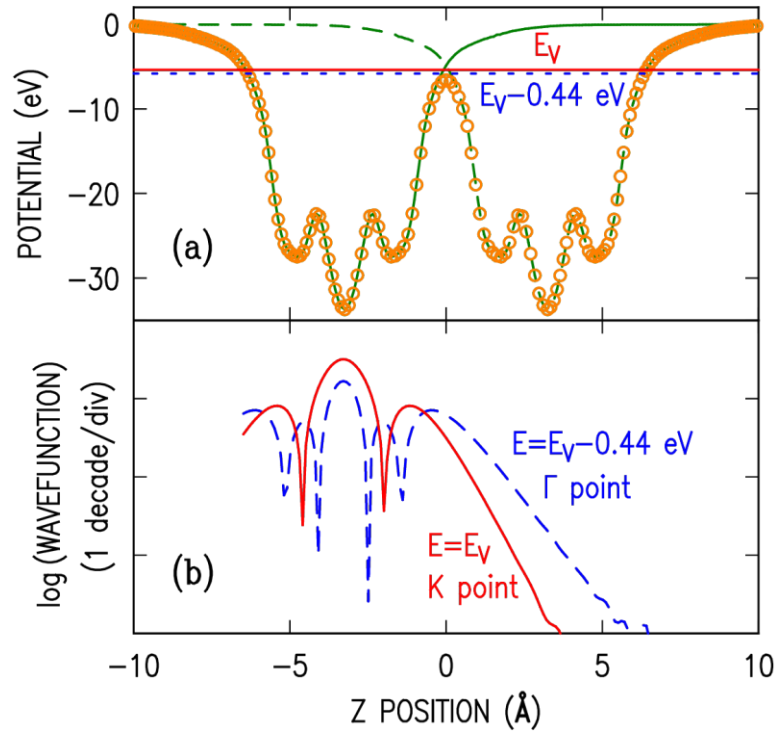 0
−10
−20
−30
POTENTIAL (eV)
E_V
E_V−0.44 eV
(a)
log (WAVEFUNCTION)
(1 decade/div)
E=E_V−0.44 eV
Γ point
E=E_V
K point
(b)
−10 −5 0 5 10
Z POSITION (Å)